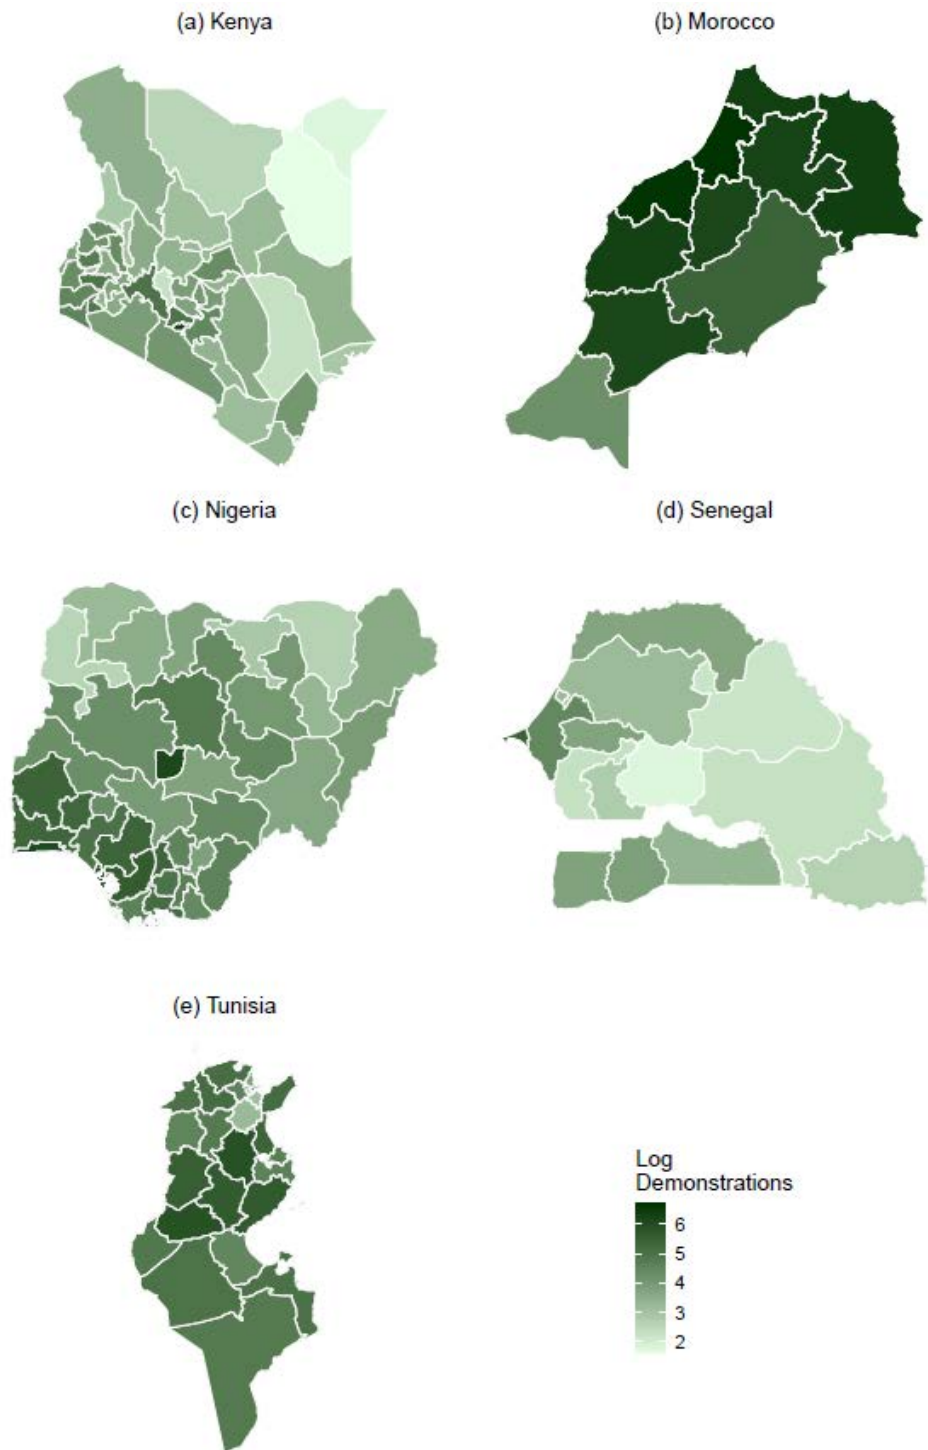 (a) Kenya
(b) Morocco
(c) Nigeria
(d) Senegal
(e) Tunisia
Log
Demonstrations
6
5
4
3
2